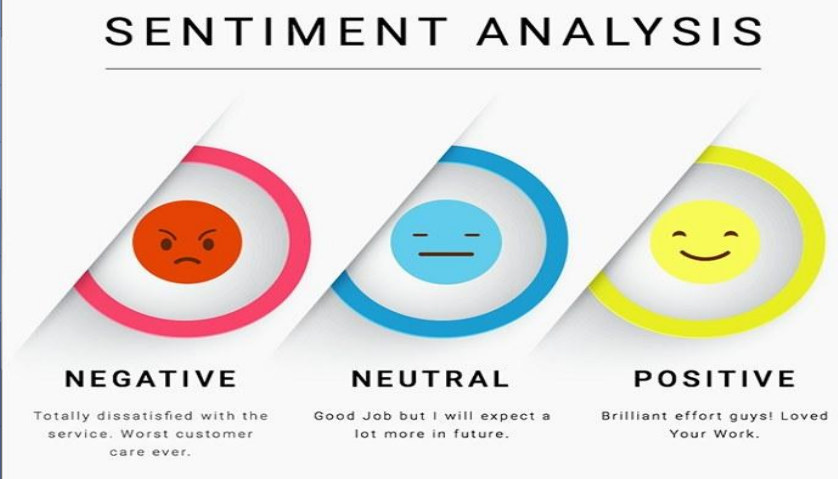 SENTIMENT ANALYSIS
NEGATIVE
Totally dissatisfied with the
service. Worst customer
care ever.
NEUTRAL
Good Job but I will expect a
lot more in future.
POSITIVE
Brilliant effort guys! Loved
Your Work.